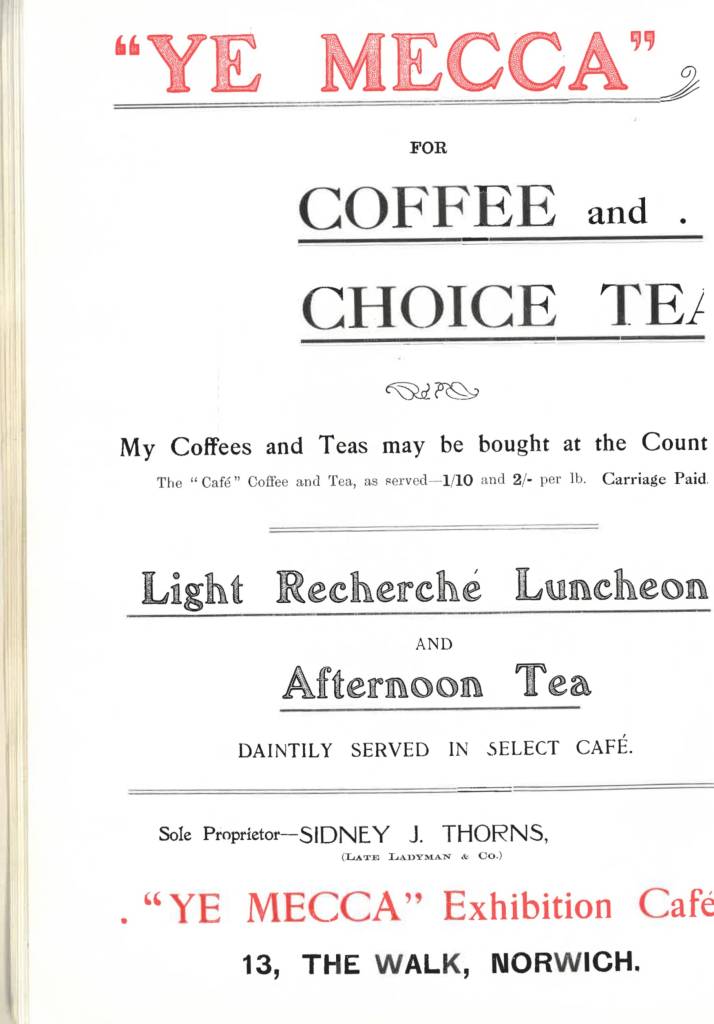 "YE MECCA"
FOR
COFFEE and .
CHOICE TEA
My Coffees and Teas may be bought at the Count
The "Café" Coffee and Tea, as served—1/10 and 2/- per lb. Carriage Paid.
Light Recherché Luncheon
AND
Afternoon Tea
DAINTILY SERVED IN SELECT CAFÉ.
Sole Proprietor—SIDNEY J. THORNS,
(LATE LADYMAN & CO.)
. "YE MECCA" Exhibition Café
13, THE WALK, NORWICH.